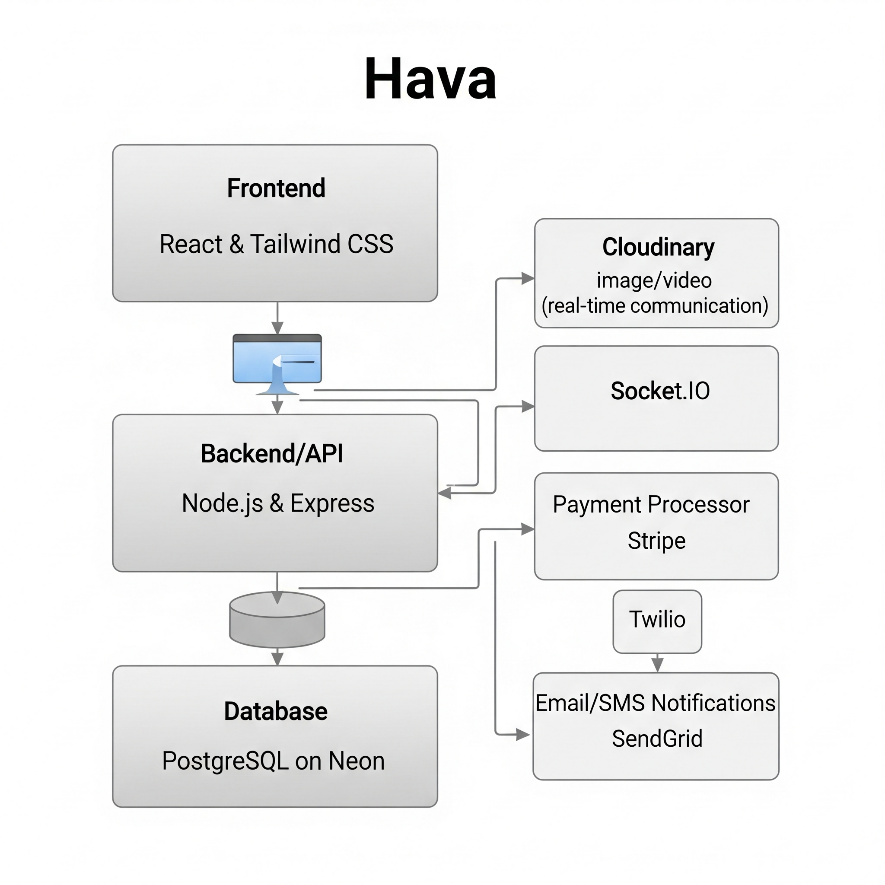 Hava
Frontend
React & Tailwind CSS
Cloudinary
image/video
(real-time communication)
Socket.IO
Backend/API
Node.js & Express
Payment Processor
Stripe
Twilio
Email/SMS Notifications
SendGrid
Database
PostgreSQL on Neon